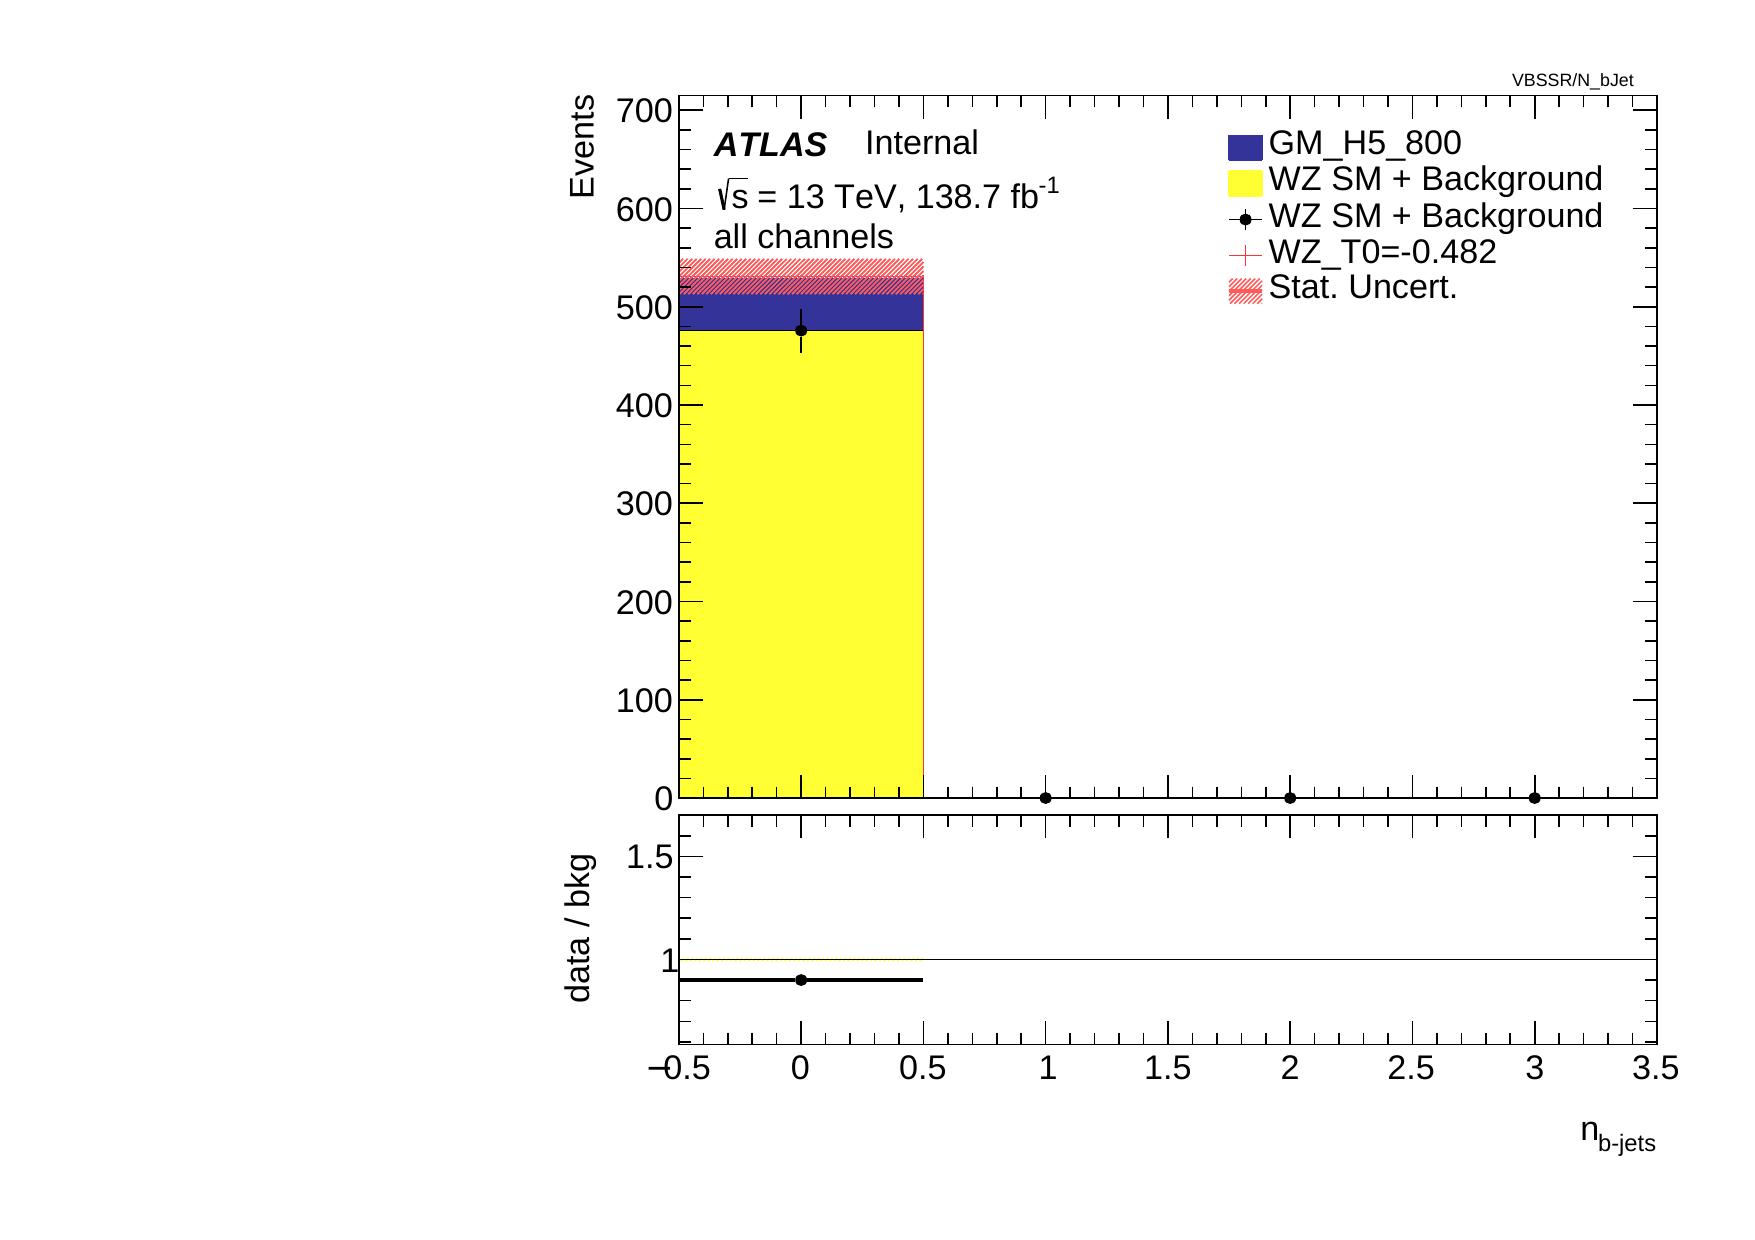 VBSSR/N_bJet
Events
700
600
500
400
300
200
100
0
ATLAS Internal
√s = 13 TeV, 138.7 fb-1
all channels
GM_H5_800
WZ SM + Background
WZ SM + Background
WZ_T0=-0.482
Stat. Uncert.
data / bkg
1.5
1
−0.5 0 0.5 1 1.5 2 2.5 3 3.5
nb-jets